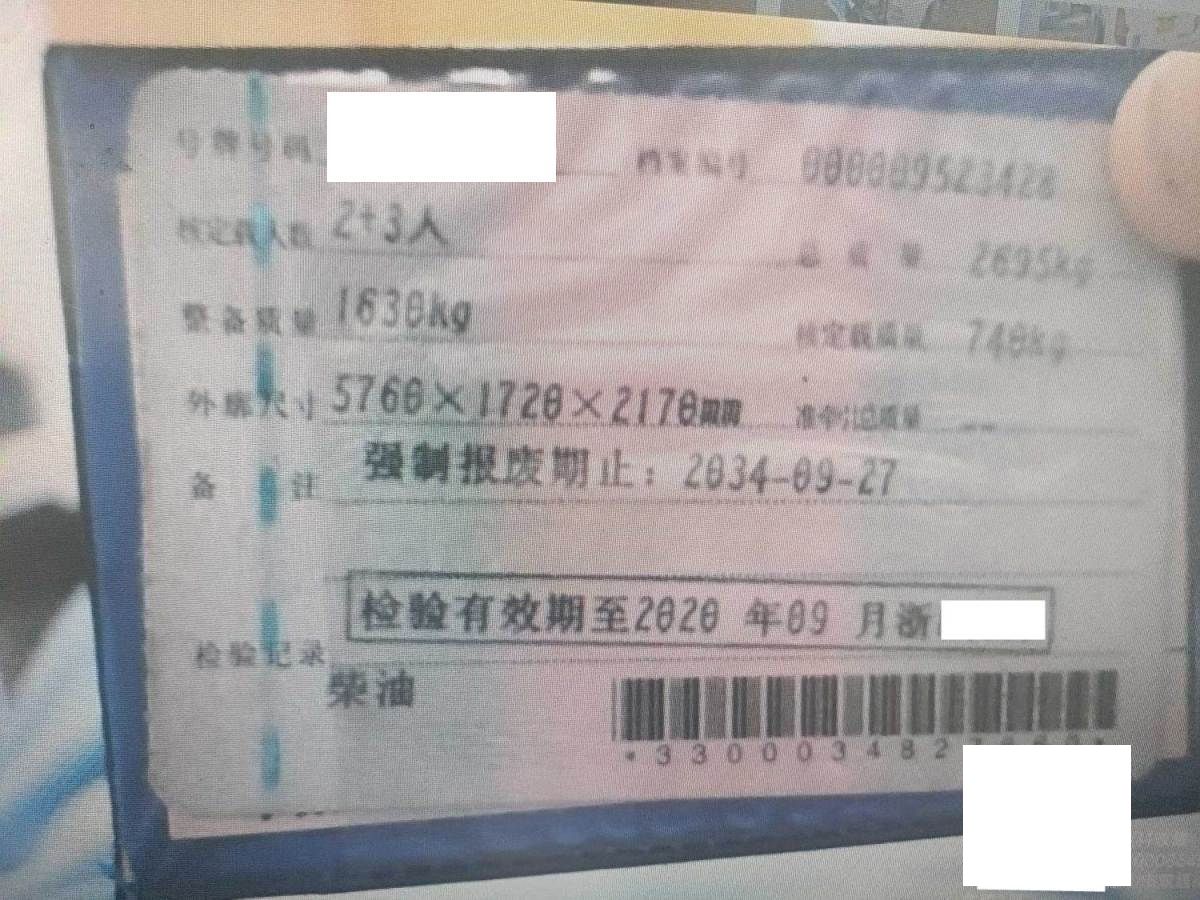 号牌号码 档案编号 000009523428
核定载人数 2+3人 总质量 2695kg
整备质量 1630kg 核定载质量 740kg
外廓尺寸 5760×1720×2170mm 准牵引总质量 --
备注 强制报废期止：2034-09-27
检验有效期至2020 年09 月浙
检验记录
柴油
*330003482